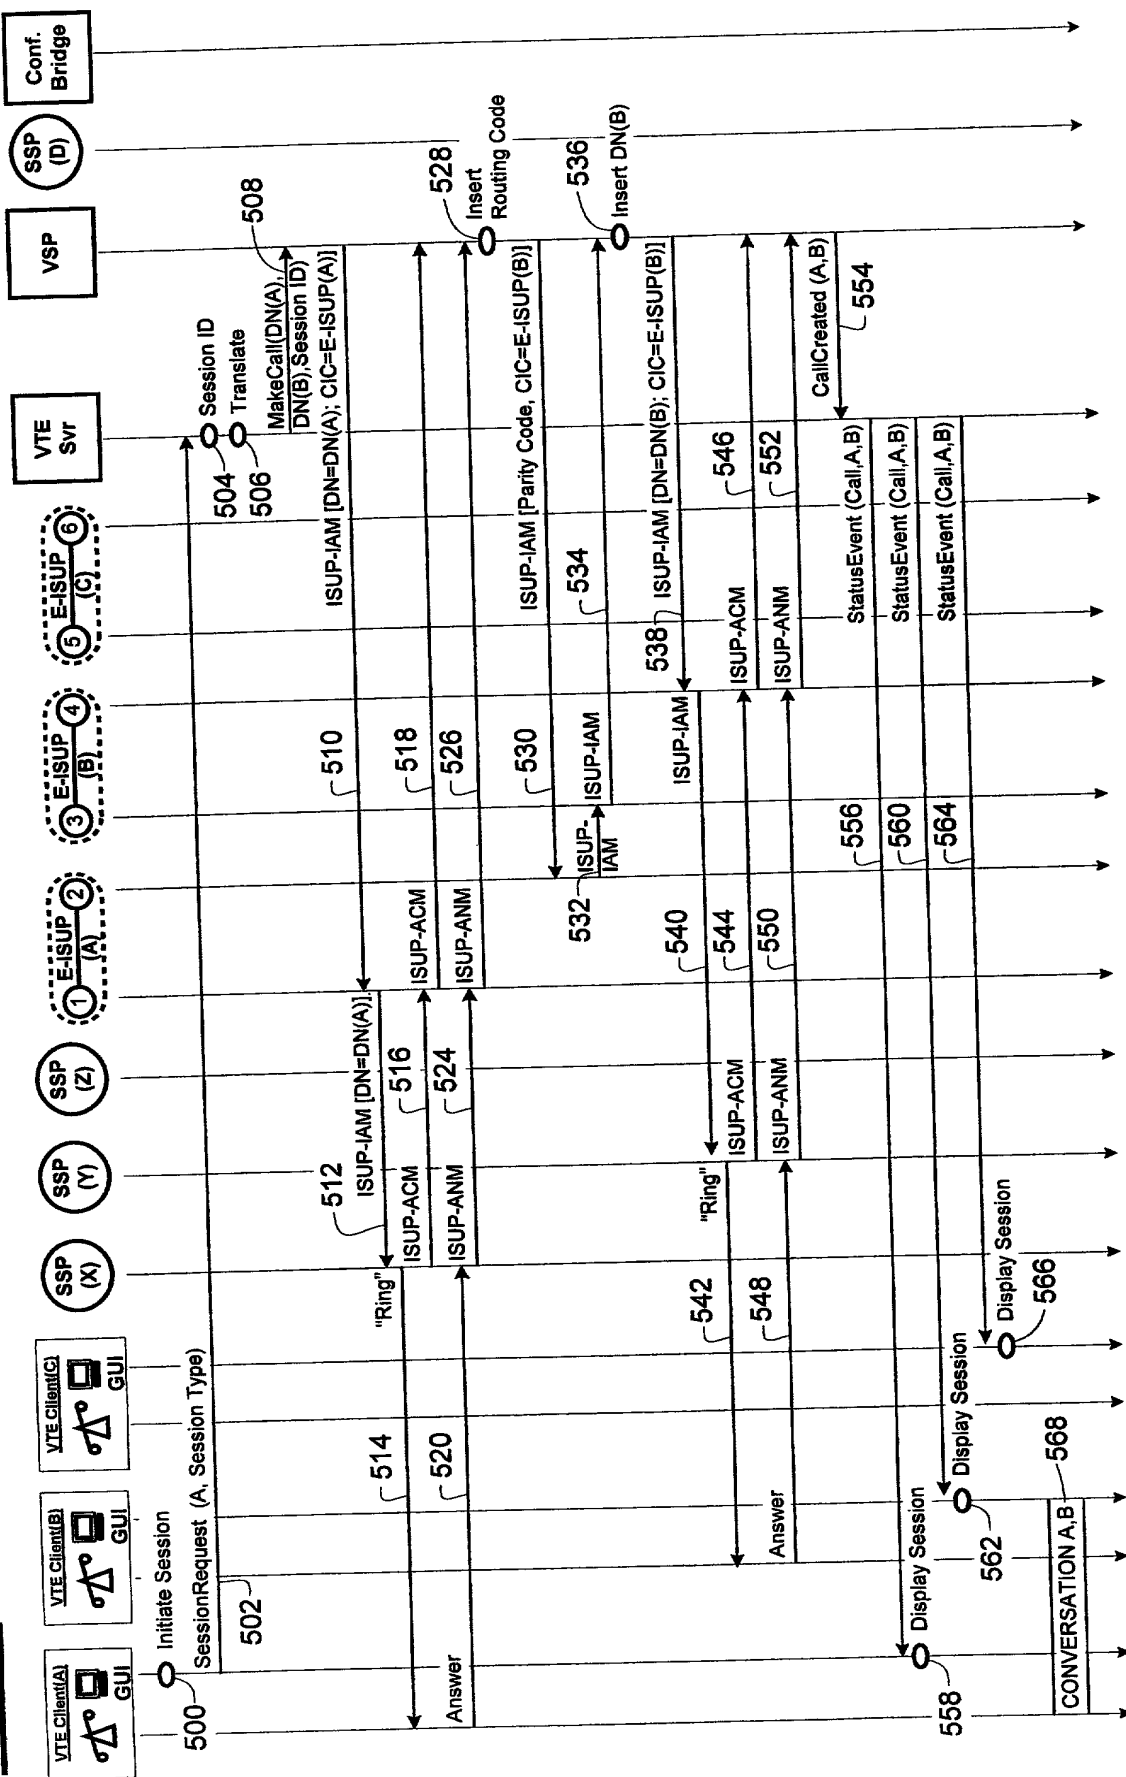 VTE Client(A)
GUI
VTE Client(B)
GUI
VTE Client(C)
GUI
SSP
(X)
SSP
(Y)
SSP
(Z)
1
E-ISUP
(A)
2
3
E-ISUP
(B)
4
5
E-ISUP
(C)
6
VTE
Svr
VSP
SSP
(D)
Conf.
Bridge
500
Initiate Session
SessionRequest (A, Session Type)
502
504
Session ID
506
Translate
508
MakeCall(DN(A),
DN(B),Session ID)
510
ISUP-IAM [DN=DN(A); CIC=E-ISUP(A)]
512
ISUP-IAM [DN=DN(A)]
514
"Ring"
ISUP-ACM
516
ISUP-ACM
518
Answer
520
ISUP-ANM
524
ISUP-ANM
526
528
Insert
Routing Code
530
ISUP-IAM [Parity Code, CIC=E-ISUP(B)]
532
ISUP-
IAM
ISUP-IAM
534
536
Insert DN(B)
538
ISUP-IAM [DN=DN(B); CIC=E-ISUP(B)]
540
ISUP-IAM
542
"Ring"
ISUP-ACM
544
ISUP-ACM
546
Answer
548
ISUP-ANM
550
ISUP-ANM
552
CallCreated (A,B)
554
556
StatusEvent (Call,A,B)
558
Display Session
560
StatusEvent (Call,A,B)
562
Display Session
564
StatusEvent (Call,A,B)
566
Display Session
CONVERSATION A,B
568